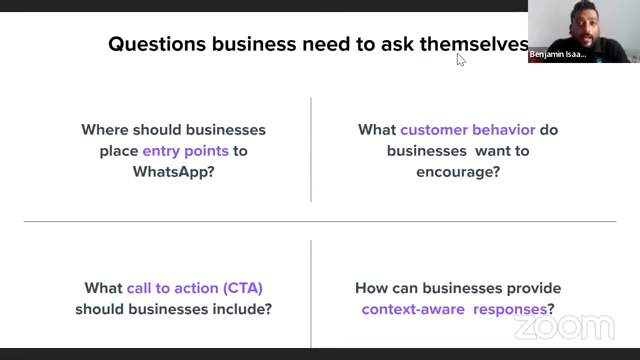 Questions business need to ask themselves
Benjamin Isaa...
Where should businesses
place entry points to
WhatsApp?
What customer behavior do
businesses want to
encourage?
What call to action (CTA)
should businesses include?
How can businesses provide
context-aware responses?
zoom